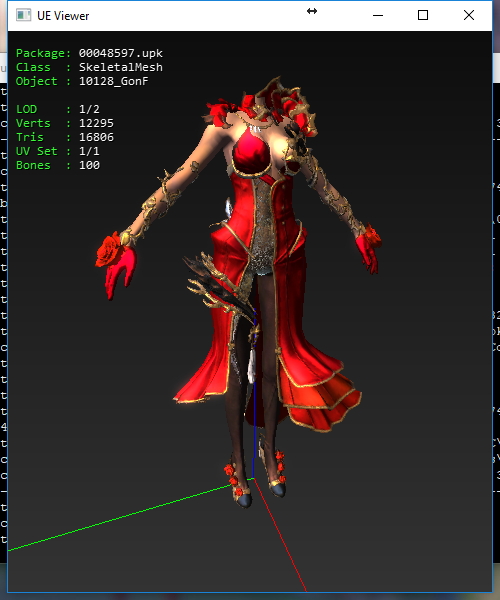 UE Viewer
Package: 00048597.upk
Class : SkeletalMesh
Object : 10128_GonF
LOD : 1/2
Verts : 12295
Tris : 16806
UV Set : 1/1
Bones : 100